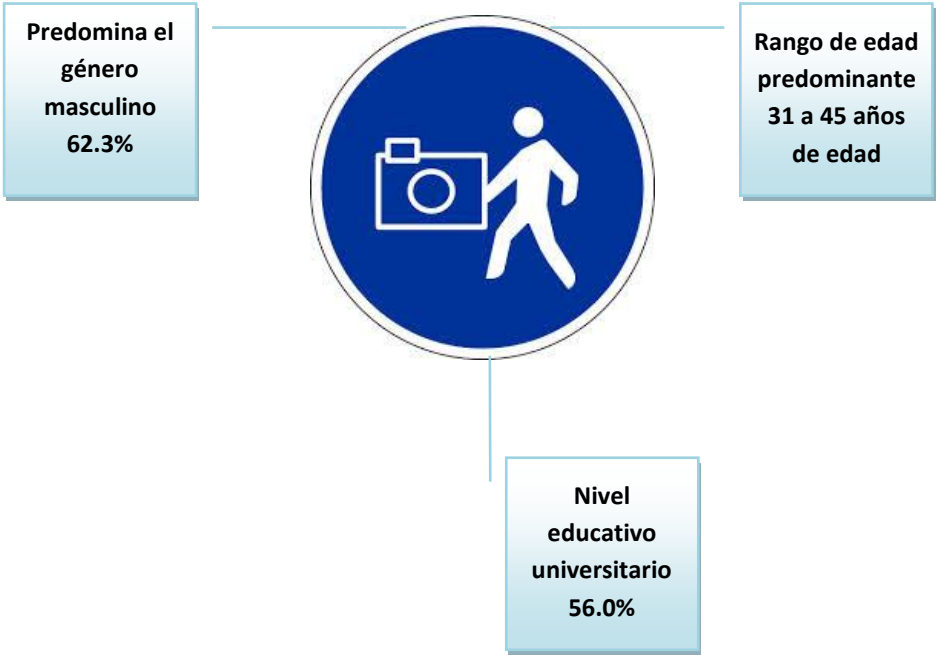 Predomina el
género
masculino
62.3%
Rango de edad
predominante
31 a 45 años
de edad
Nivel
educativo
universitario
56.0%